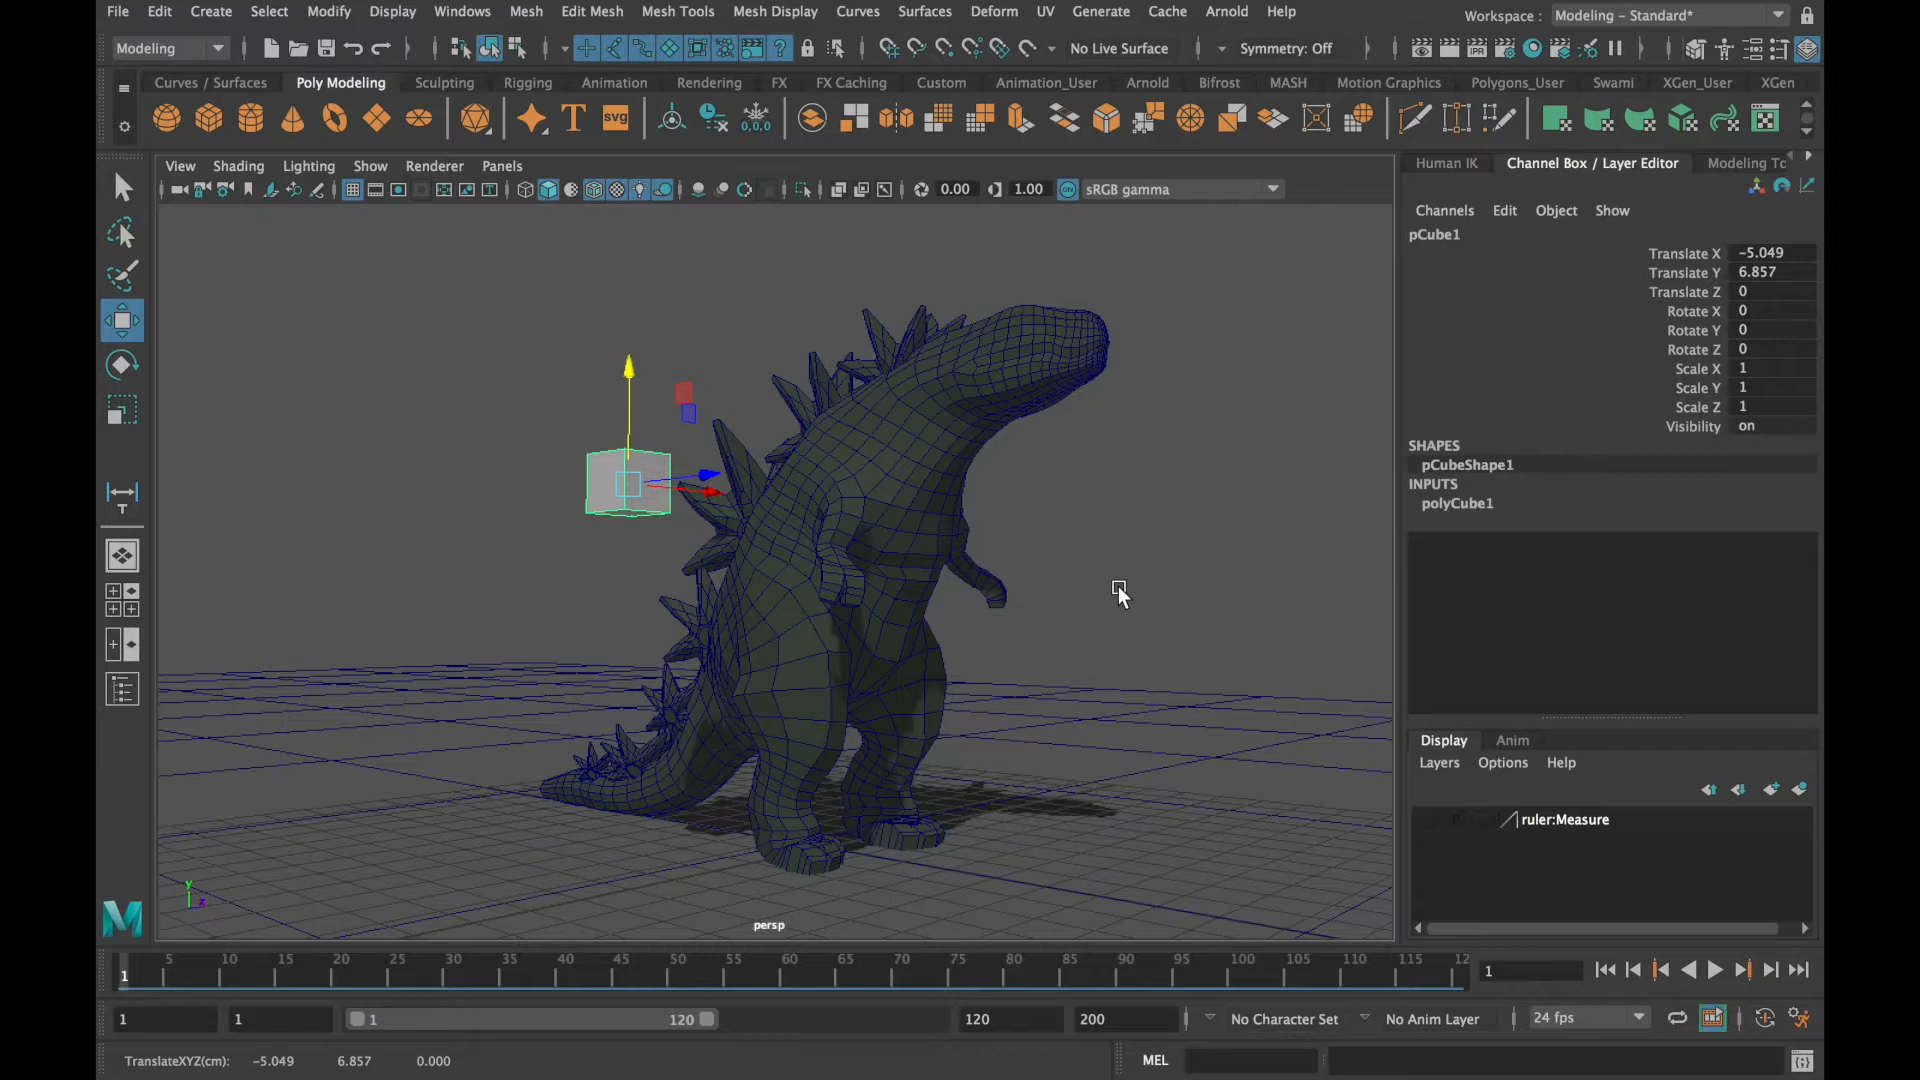 File Edit Create Select Modify Display Windows Mesh Edit Mesh Mesh Tools Mesh Display Curves Surfaces Deform UV Generate Cache Arnold Help
Workspace : Modeling - Standard*
Modeling
No Live Surface
Symmetry: Off
IPR
Curves / Surfaces Poly Modeling Sculpting Rigging Animation Rendering FX FX Caching Custom Animation_User Arnold Bifrost MASH Motion Graphics Polygons_User Swami XGen_User XGen
T
svg
0,0,0
View Shading Lighting Show Renderer Panels
0.00
1.00
ON
sRGB gamma
Human IK Channel Box / Layer Editor Modeling To
Channels Edit Object Show
pCube1
Translate X -5.049
Translate Y 6.857
Translate Z 0
Rotate X 0
Rotate Y 0
Rotate Z 0
Scale X 1
Scale Y 1
Scale Z 1
Visibility on
SHAPES
pCubeShape1
INPUTS
polyCube1
T
Display Anim
Layers Options Help
ruler:Measure
y
z
M
persp
1 5 10 15 20 25 30 35 40 45 50 55 60 65 70 75 80 85 90 95 100 105 110 115 12
1
1 1 1 120 120 200 No Character Set No Anim Layer 24 fps
TranslateXYZ(cm): -5.049 6.857 0.000
MEL